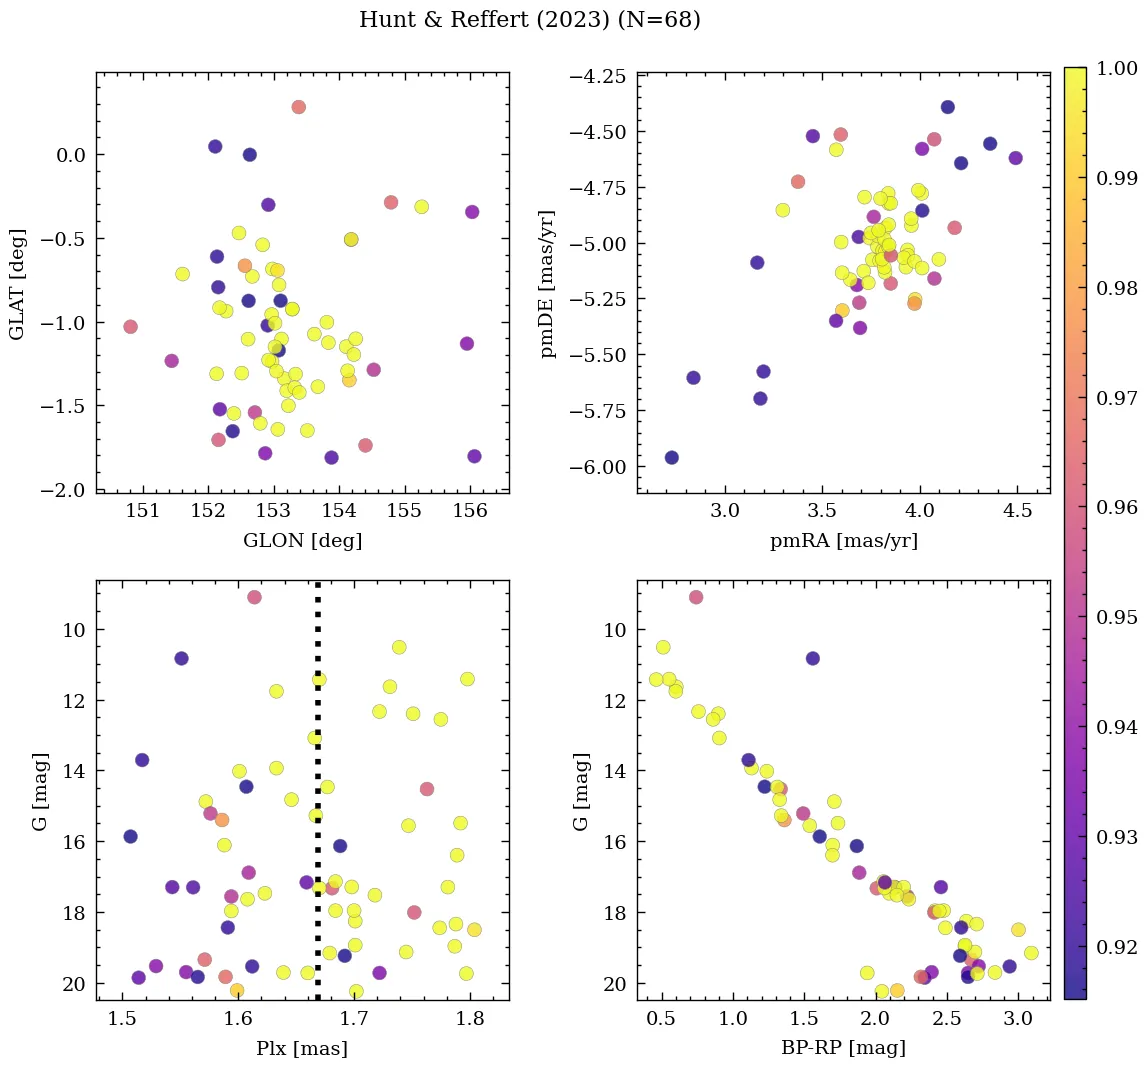 Hunt & Reffert (2023) (N=68)
0.0
−0.5
−1.0
−1.5
−2.0
GLAT [deg]
151 152 153 154 155 156
GLON [deg]
−4.25
−4.50
−4.75
−5.00
−5.25
−5.50
−5.75
−6.00
pmDE [mas/yr]
3.0 3.5 4.0 4.5
pmRA [mas/yr]
1.00
0.99
0.98
0.97
0.96
0.95
0.94
0.93
0.92
10
12
14
16
18
20
G [mag]
1.5 1.6 1.7 1.8
Plx [mas]
10
12
14
16
18
20
G [mag]
0.5 1.0 1.5 2.0 2.5 3.0
BP-RP [mag]